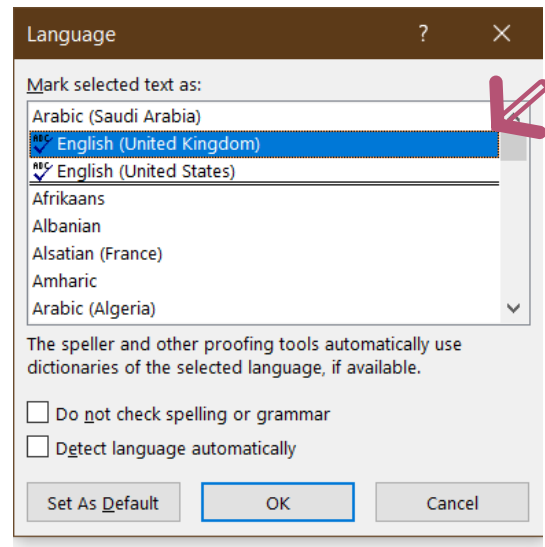 Language ?
Mark selected text as:
Arabic (Saudi Arabia)
ABC English (United Kingdom)
ABC English (United States)
Afrikaans
Albanian
Alsatian (France)
Amharic
Arabic (Algeria)
The speller and other proofing tools automatically use
dictionaries of the selected language, if available.
Do not check spelling or grammar
Detect language automatically
Set As Default OK Cancel